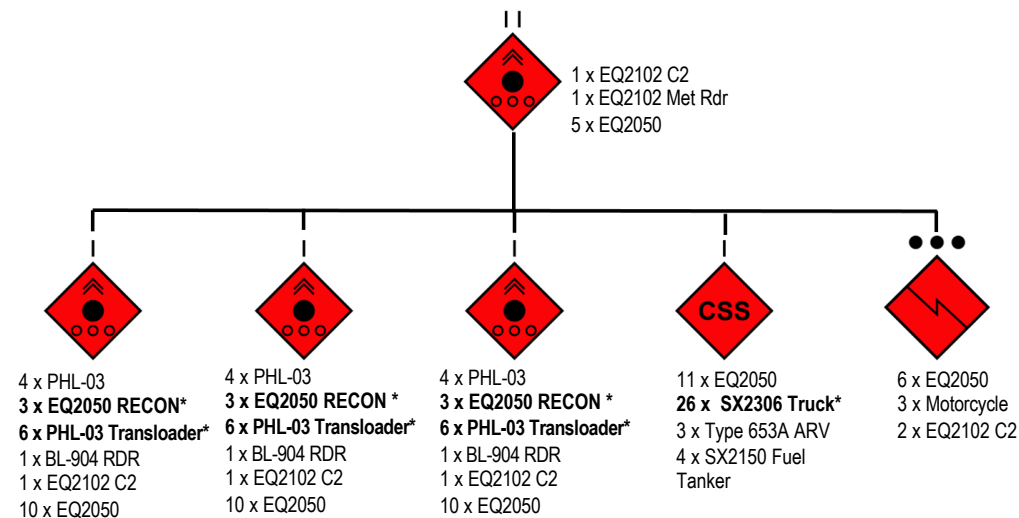 1 x EQ2102 C2
1 x EQ2102 Met Rdr
5 x EQ2050
4 x PHL-03
3 x EQ2050 RECON*
6 x PHL-03 Transloader*
1 x BL-904 RDR
1 x EQ2102 C2
10 x EQ2050
4 x PHL-03
3 x EQ2050 RECON *
6 x PHL-03 Transloader*
1 x BL-904 RDR
1 x EQ2102 C2
10 x EQ2050
4 x PHL-03
3 x EQ2050 RECON *
6 x PHL-03 Transloader*
1 x BL-904 RDR
1 x EQ2102 C2
10 x EQ2050
CSS
11 x EQ2050
26 x SX2306 Truck*
3 x Type 653A ARV
4 x SX2150 Fuel
Tanker
6 x EQ2050
3 x Motorcycle
2 x EQ2102 C2